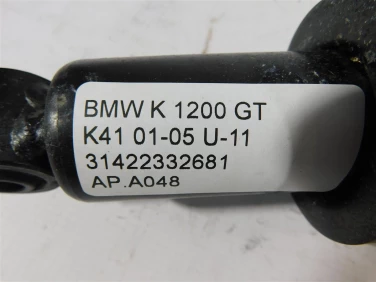 BMW K 1200 GT
K41 01-05 U-11
31422332681
AP.A048